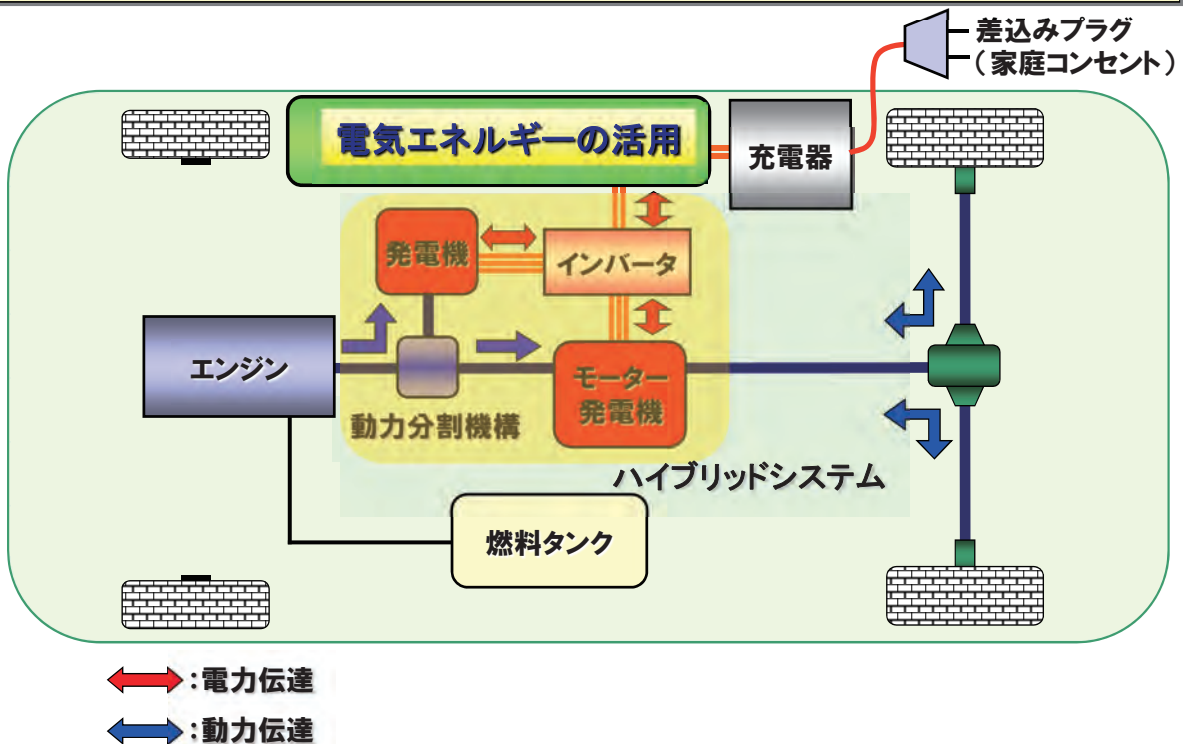 差込みプラグ
（家庭コンセント）
電気エネルギーの活用
充電器
発電機
インバータ
エンジン
モーター
発電機
動力分割機構
ハイブリッドシステム
燃料タンク
：電力伝達
：動力伝達